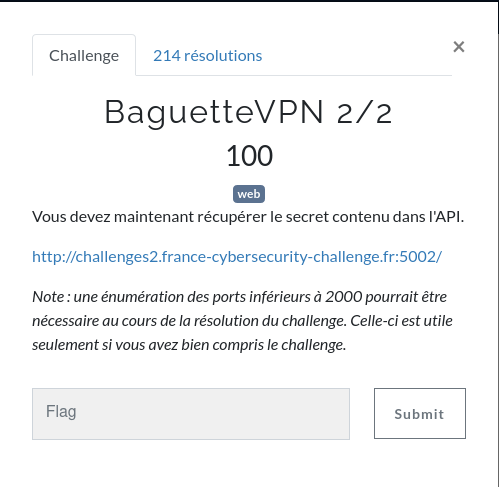 Challenge
214 résolutions
×
BaguetteVPN 2/2
100
web
Vous devez maintenant récupérer le secret contenu dans l'API.
http://challenges2.france-cybersecurity-challenge.fr:5002/
Note : une énumération des ports inférieurs à 2000 pourrait être
nécessaire au cours de la résolution du challenge. Celle-ci est utile
seulement si vous avez bien compris le challenge.
Flag
Submit